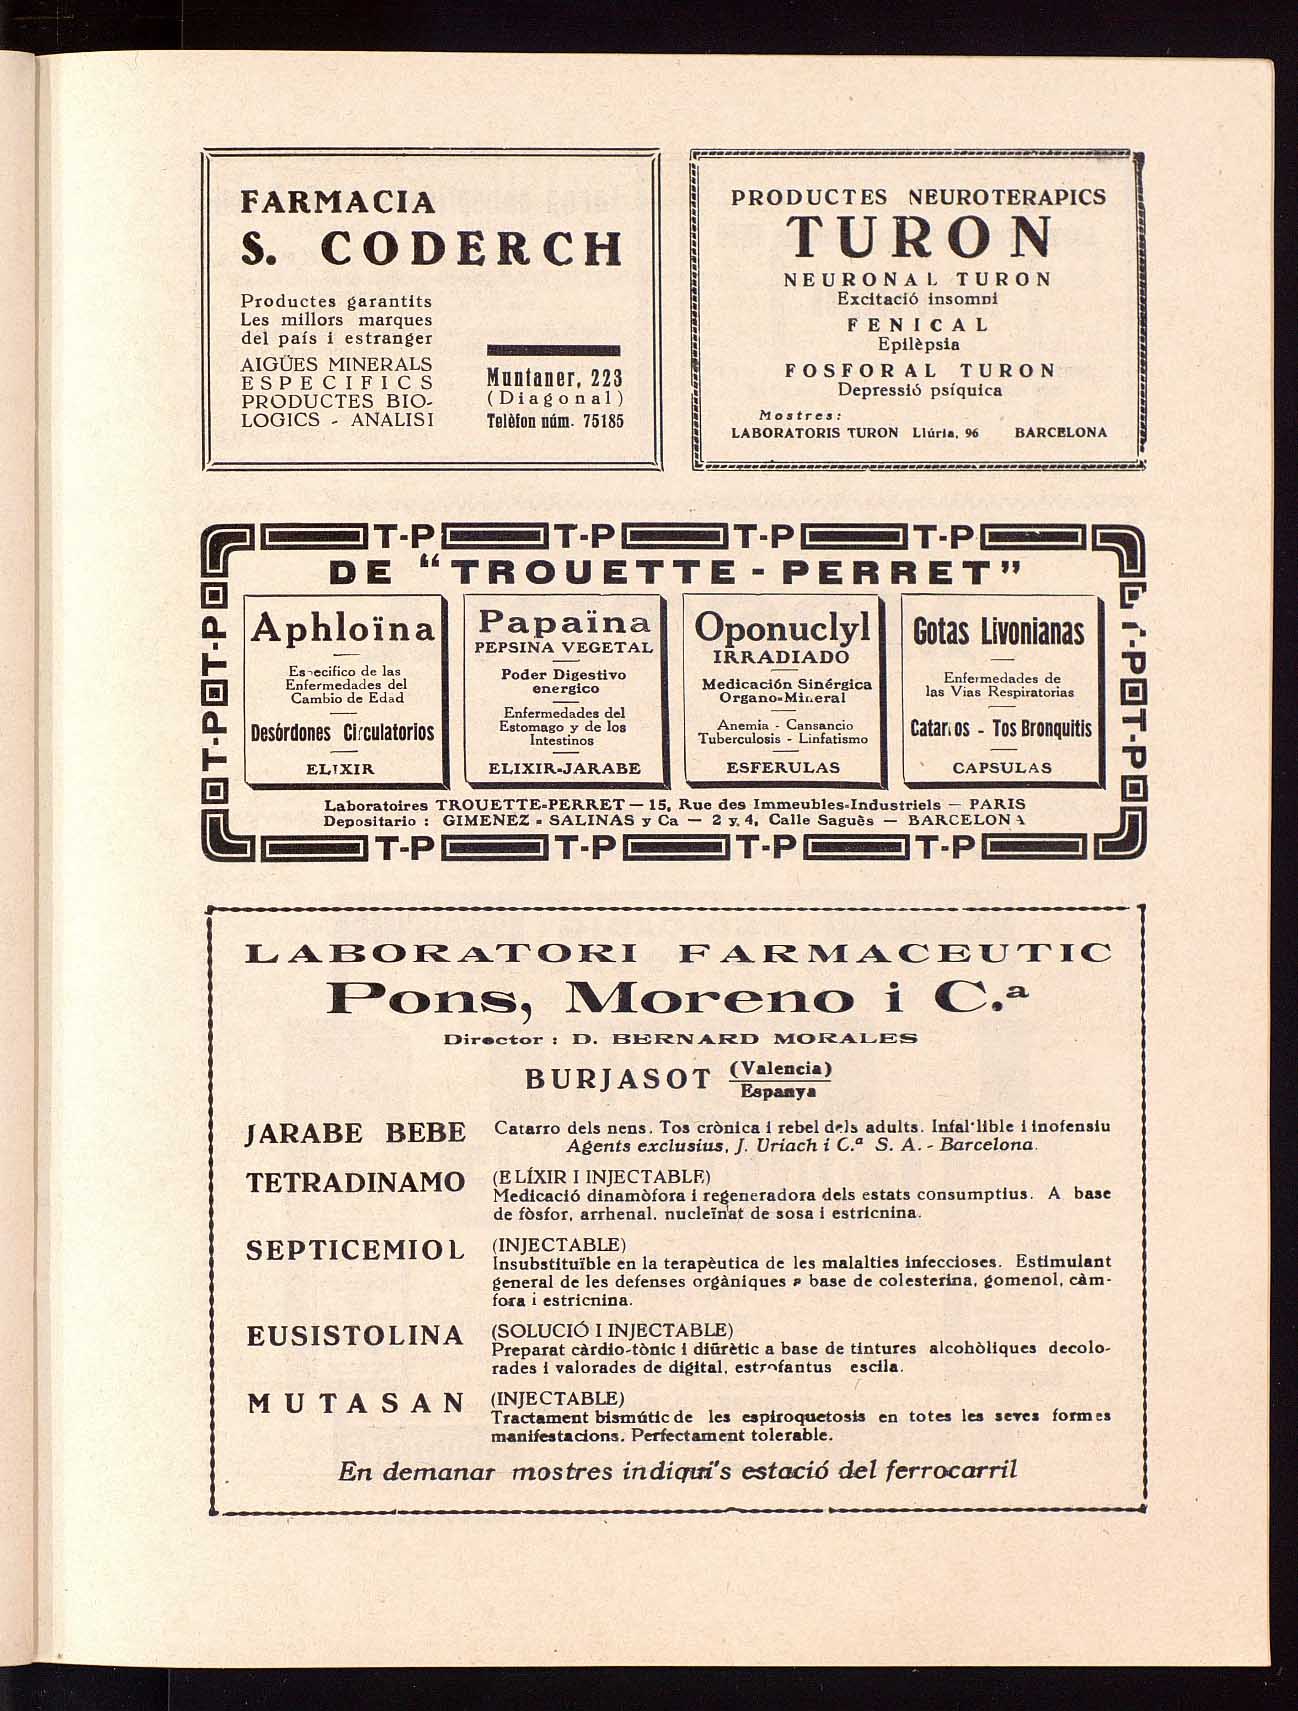 FARMACIA
S. CODERCH
Productes garantits
Les millors marques
del país i estranger
AIGÜES MINERALS
ESPECIFICS
PRODUCTES BIO-
LOGICS - ANALISI
Muntaner, 223
(Diagonal)
Telèfon núm. 75185
PRODUCTES NEUROTERAPICS
TURON
NEURONAL TURON
Excitació insomni
FENICAL
Epilèpsia
FOSFORAL TURON
Depressió psíquica
Mostres:
LABORATORIS TURON Llúria, 96 BARCELONA
T-P T-P T-P T-P
DE “TROUETTE-PERRET”
Aphloïna
Especifico de las
Enfermedades del
Cambio de Edad
Desórdones Circulatorios
ELIXIR
Papaïna
PEPSINA VEGETAL
Poder Digestivo
energico
Enfermedades del
Estomago y de los
Intestinos
ELIXIR-JARABE
Oponuclyl
IRRADIADO
Medicación Sinérgica
Organo-Mineral
Anemia - Cansancio
Tuberculosis - Linfatismo
ESFERULAS
Gotas Livonianas
Enfermedades de
las Vias Respiratorias
Catarros - Tos Bronquitis
CAPSULAS
T-P T-P
T-P T-P
Laboratoires TROUETTE-PERRET — 15, Rue des Immeubles-Industriels — PARIS
Depositario : GIMENEZ - SALINAS y Ca — 2 y. 4, Calle Saguès — BARCELONA
T-P T-P T-P T-P
LABORATORI FARMACEUTIC
Pons, Moreno i C.ª
Director : D. BERNARD MORALES
BURJASOT (Valencia)
Espanya
JARABE BEBE Catarro dels nens. Tos crònica i rebel dels adults. Infal·lible i inofensiu
Agents exclusius, J. Uriach i C.ª S. A. - Barcelona.
TETRADINAMO (ELÍXIR I INJECTABLE)
Medicació dinamòfora i regeneradora dels estats consumptius. A base
de fòsfor, arrhenal, nucleïnat de sosa i estricnina.
SEPTICEMIOL (INJECTABLE)
Insubstituïble en la terapèutica de les malalties infeccioses. Estimulant
general de les defenses orgàniques a base de colesterina, gomenol, càm-
fora i estricnina.
EUSISTOLINA (SOLUCIÓ I INJECTABLE)
Preparat càrdio-tònic i diürètic a base de tintures alcohòliques decolo-
rades i valorades de digital, estrofantus escila.
MUTASAN (INJECTABLE)
Tractament bismútic de les espiroquetosis en totes les seves formes
manifestacions. Perfectament tolerable.
En demanar mostres indiqui's estació del ferrocarril